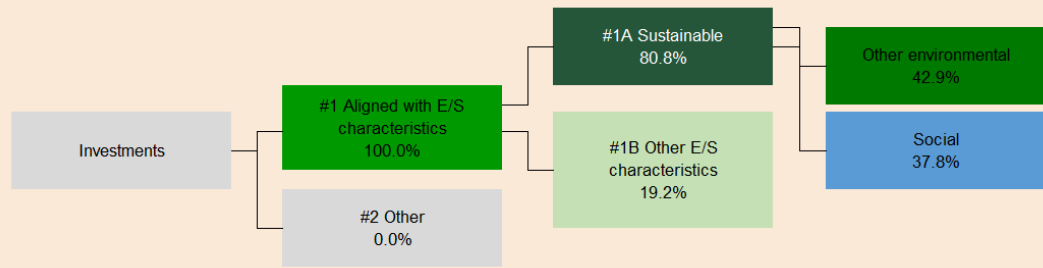 Investments
#1 Aligned with E/S
characteristics
100.0%
#2 Other
0.0%
#1A Sustainable
80.8%
#1B Other E/S
characteristics
19.2%
Other environmental
42.9%
Social
37.8%